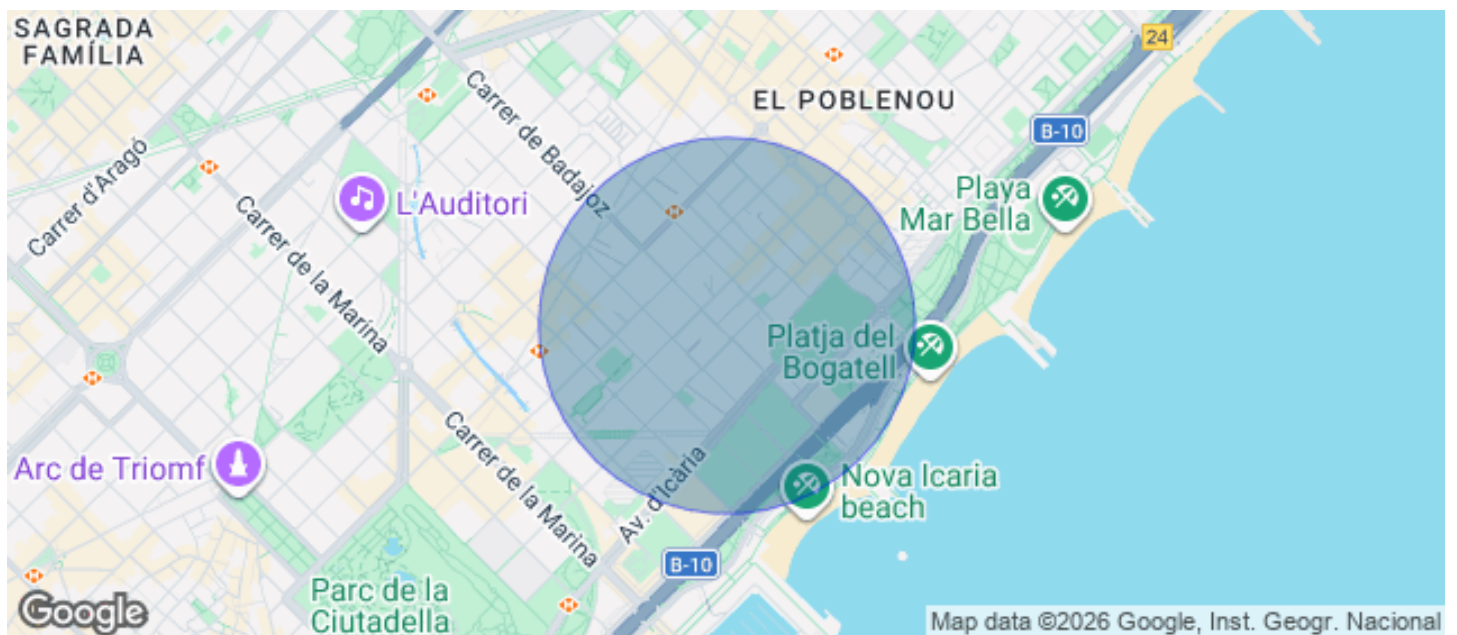 SAGRADA
FAMÍLIA
24
Carrer de Badajoz
EL POBLENOU
B-10
Carrer d'Aragó
L'Auditori
Playa
Mar Bella
Carrer de la Marina
Platja del
Bogatell
Arc de Triomf
Carrer de la Marina
Av. d'Icària
Nova Icaria
beach
B-10
Parc de la
Ciutadella
Google
Map data ©2026 Google, Inst. Geogr. Nacional